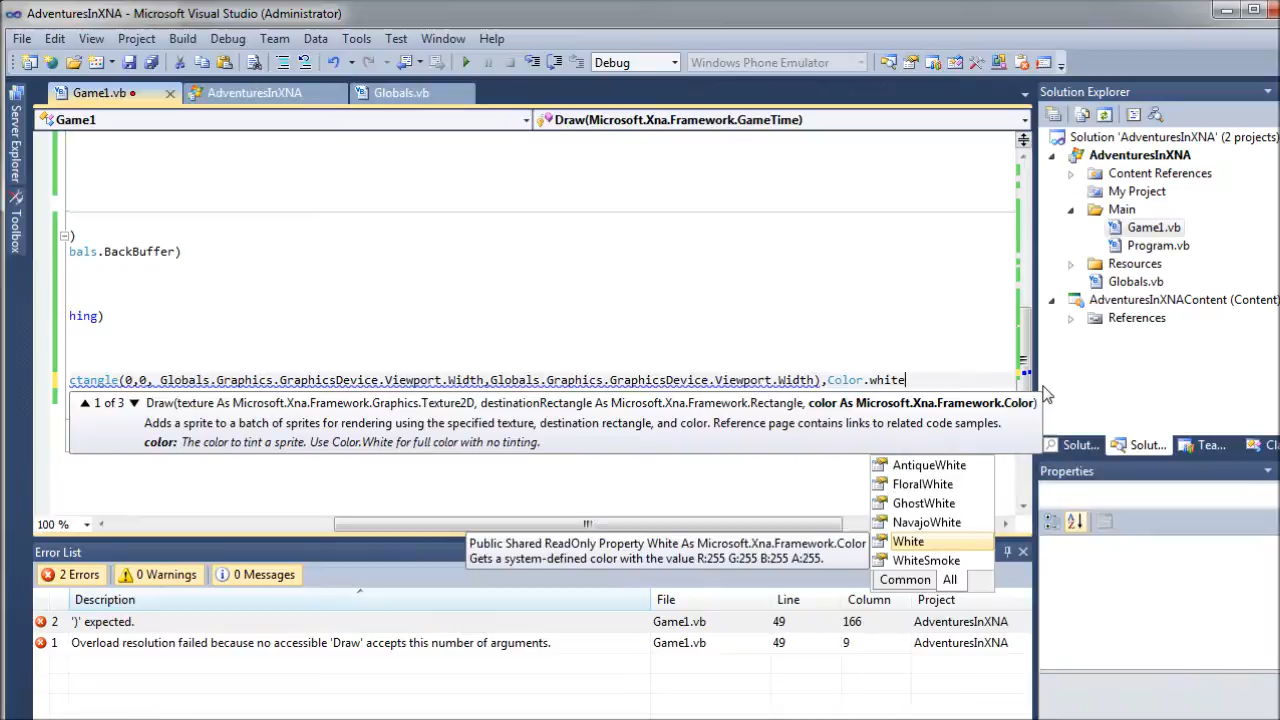 AdventuresInXNA - Microsoft Visual Studio (Administrator)
File Edit View Project Build Debug Team Data Tools Test Window Help
Debug Windows Phone Emulator
Game1.vb AdventuresInXNA Globals.vb
Game1 Draw(Microsoft.Xna.Framework.GameTime)
Server Explorer
Toolbox
)
bals.BackBuffer)
hing)
ctangle(0,0, Globals.Graphics.GraphicsDevice.Viewport.Width,Globals.Graphics.GraphicsDevice.Viewport.Width),Color.white
1 of 3 Draw(texture As Microsoft.Xna.Framework.Graphics.Texture2D, destinationRectangle As Microsoft.Xna.Framework.Rectangle, color As Microsoft.Xna.Framework.Color)
Adds a sprite to a batch of sprites for rendering using the specified texture, destination rectangle, and color. Reference page contains links to related code samples.
color: The color to tint a sprite. Use Color.White for full color with no tinting.
AntiqueWhite
FloralWhite
GhostWhite
NavajoWhite
White
WhiteSmoke
Common All
Public Shared ReadOnly Property White As Microsoft.Xna.Framework.Color
Gets a system-defined color with the value R:255 G:255 B:255 A:255.
100 %
Solution Explorer
Solution 'AdventuresInXNA' (2 projects)
AdventuresInXNA
Content References
My Project
Main
Game1.vb
Program.vb
Resources
Globals.vb
AdventuresInXNAContent (Content)
References
Solut... Solut... Tea... Cl
Properties
Error List
2 Errors 0 Warnings 0 Messages
Description File Line Column Project
2 ')' expected. Game1.vb 49 166 AdventuresInXNA
1 Overload resolution failed because no accessible 'Draw' accepts this number of arguments. Game1.vb 49 9 AdventuresInXNA